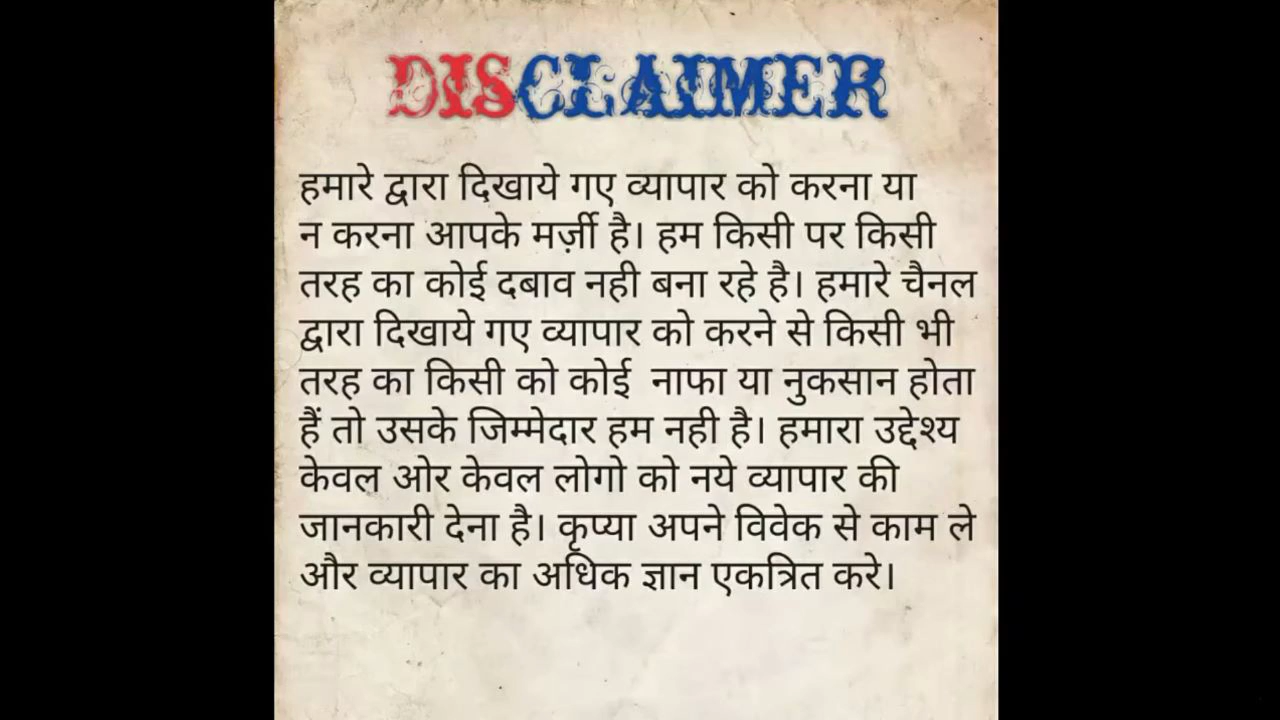 DISCLAIMER
हमारे द्वारा दिखाये गए व्यापार को करना या
न करना आपके मर्ज़ी है। हम किसी पर किसी
तरह का कोई दबाव नही बना रहे है। हमारे चैनल
द्वारा दिखाये गए व्यापार को करने से किसी भी
तरह का किसी को कोई नाफा या नुकसान होता
हैं तो उसके जिम्मेदार हम नही है। हमारा उद्देश्य
केवल ओर केवल लोगो को नये व्यापार की
जानकारी देना है। कृप्या अपने विवेक से काम ले
और व्यापार का अधिक ज्ञान एकत्रित करे।